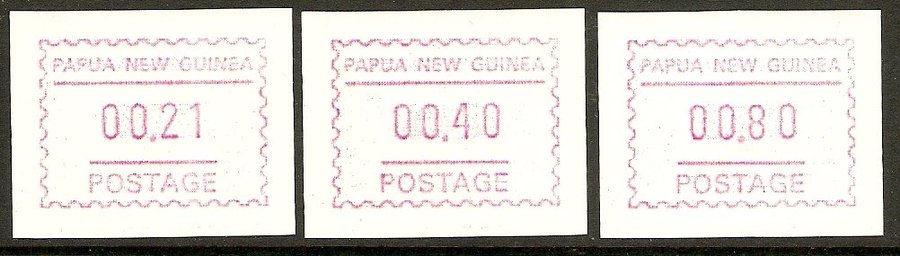 PAPUA NEW GUINEA
00.21
POSTAGE
PAPUA NEW GUINEA
00.40
POSTAGE
PAPUA NEW GUINEA
00.80
POSTAGE